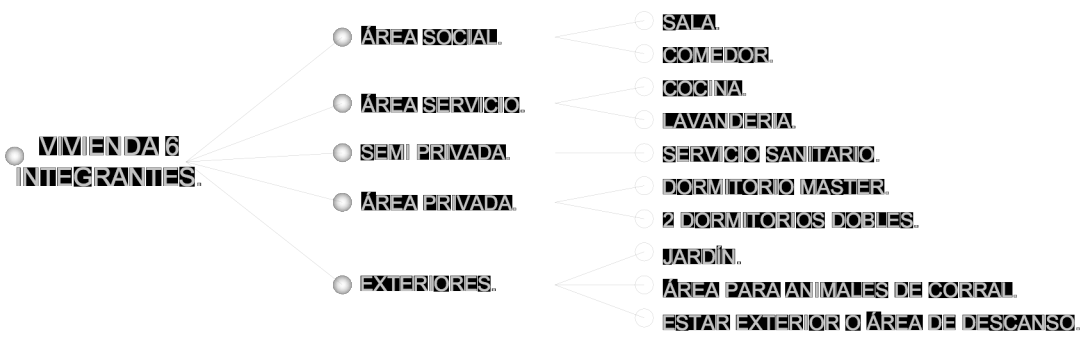 VIVIENDA 6
INTEGRANTES.
ÁREA SOCIAL.
SALA.
COMEDOR.
ÁREA SERVICIO.
COCINA.
LAVANDERIA.
SEMI PRIVADA.
SERVICIO SANITARIO.
ÁREA PRIVADA.
DORMITORIO MASTER.
2 DORMITORIOS DOBLES.
EXTERIORES.
JARDÍN.
ÁREA PARA ANIMALES DE CORRAL.
ESTAR EXTERIOR O ÁREA DE DESCANSO.